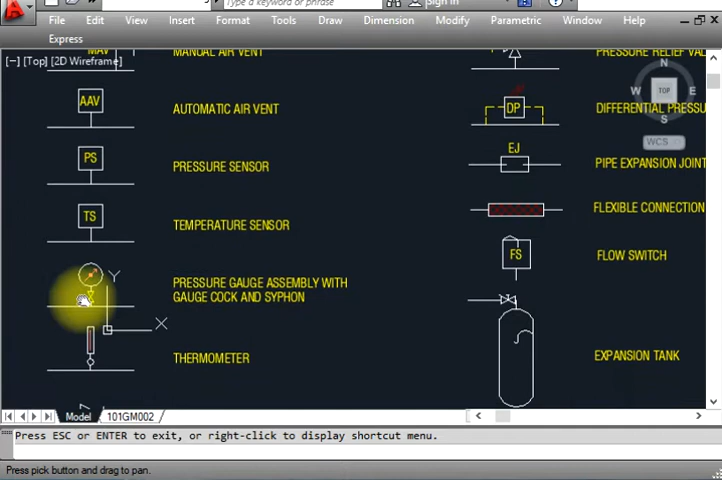 Type a keyword or phrase
Sign In
File Edit View Insert Format Tools Draw Dimension Modify Parametric Window Help
Express
[−] [Top] [2D Wireframe]
MAV MANUAL AIR VENT
PRESSURE RELIEF VAL
AAV AUTOMATIC AIR VENT
DP DIFFERENTIAL PRESSU
PS PRESSURE SENSOR
EJ PIPE EXPANSION JOINT
TS TEMPERATURE SENSOR
FLEXIBLE CONNECTION
FS FLOW SWITCH
PRESSURE GAUGE ASSEMBLY WITH
GAUGE COCK AND SYPHON
THERMOMETER
EXPANSION TANK
N
W TOP E
S
WCS
Y
X
Model 101GM002
Press ESC or ENTER to exit, or right-click to display shortcut menu.
Press pick button and drag to pan.